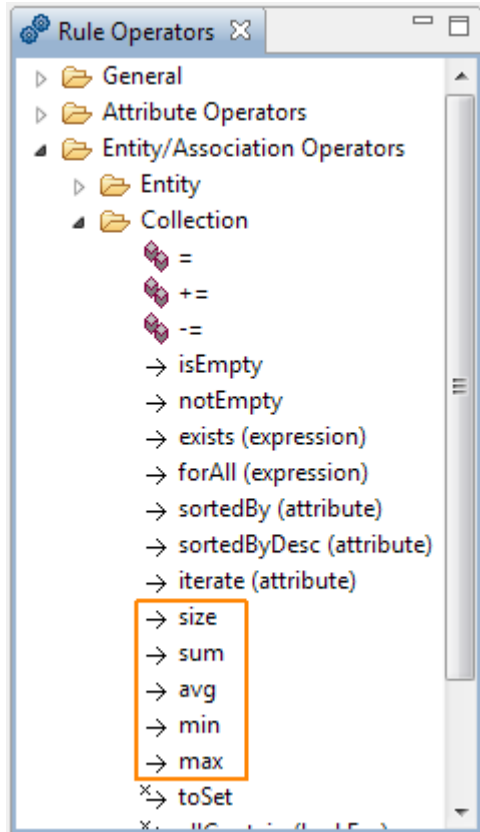 Rule Operators
General
Attribute Operators
Entity/Association Operators
Entity
Collection
=
+=
-=
isEmpty
notEmpty
exists (expression)
forAll (expression)
sortedBy (attribute)
sortedByDesc (attribute)
iterate (attribute)
size
sum
avg
min
max
toSet